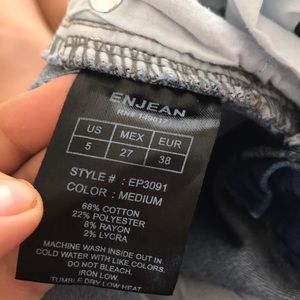 ENJEAN
RN# 149017
US MEX EUR
5 27 38
STYLE # : EP3091
COLOR : MEDIUM
68% COTTON
22% POLYESTER
8% RAYON
2% LYCRA
MACHINE WASH INSIDE OUT IN
COLD WATER WITH LIKE COLORS.
DO NOT BLEACH.
IRON LOW.
TUMBLE DRY LOW HEAT